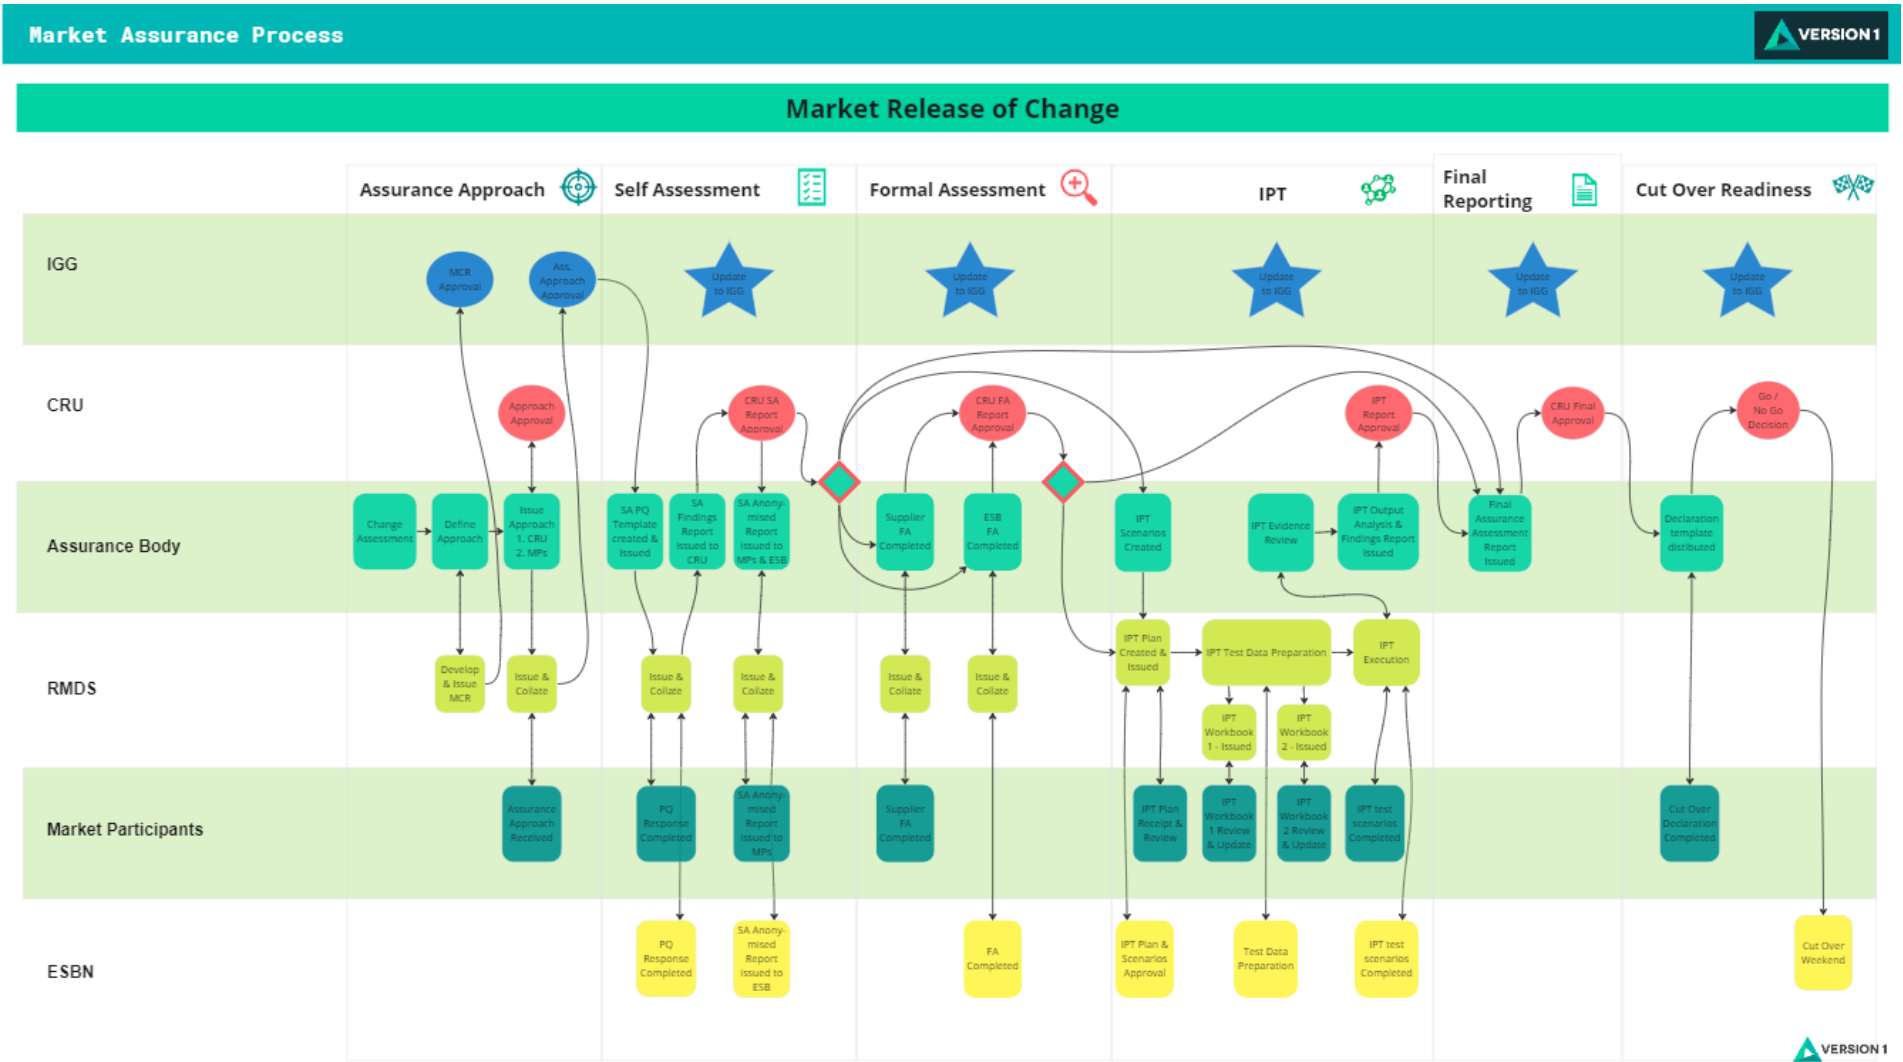 Market Assurance Process
VERSION 1
Market Release of Change
Assurance Approach
Self Assessment
Formal Assessment
IPT
Final
Reporting
Cut Over Readiness
IGG
MCR
Approval
Ass.
Approach
Approval
Update
to IGG
Update
to IGG
Update
to IGG
Update
to IGG
Update
to IGG
CRU
Approach
Approval
CRU SA
Report
Approval
CRU FA
Report
Approval
IPT
Report
Approval
CRU Final
Approval
Go /
No Go
Decision
Assurance Body
Change
Assessment
Define
Approach
Issue
Approach
1. CRU
2. MPs
SA PQ
Template
created &
Issued
SA
Findings
Report
issued to
CRU
SA Anony-
mised
Report
issued to
MPs & ESB
Supplier
FA
Completed
ESB
FA
Completed
IPT
Scenarios
Created
IPT Evidence
Review
IPT Output
Analysis &
Findings Report
Issued
Final
Assurance
Assessment
Report
Issued
Declaration
template
distibuted
RMDS
Develop
& Issue
MCR
Issue &
Collate
Issue &
Collate
Issue &
Collate
Issue &
Collate
Issue &
Collate
IPT Plan
Created &
Issued
IPT Test Data Preparation
IPT
Execution
IPT
Workbook
1 - Issued
IPT
Workbook
2 - Issued
Market Participants
Assurance
Approach
Received
PQ
Response
Completed
SA Anony-
mised
Report
issued to
MPs
Supplier
FA
Completed
IPT Plan
Receipt &
Review
IPT
Workbook
1 Review
& Update
IPT
Workbook
2 Review
& Update
IPT test
scenarios
Completed
Cut Over
Declaration
Completed
ESBN
PQ
Response
Completed
SA Anony-
mised
Report
issued to
ESB
FA
Completed
IPT Plan &
Scenarios
Approval
Test Data
Preparation
IPT test
scenarios
Completed
Cut Over
Weekend
VERSION 1